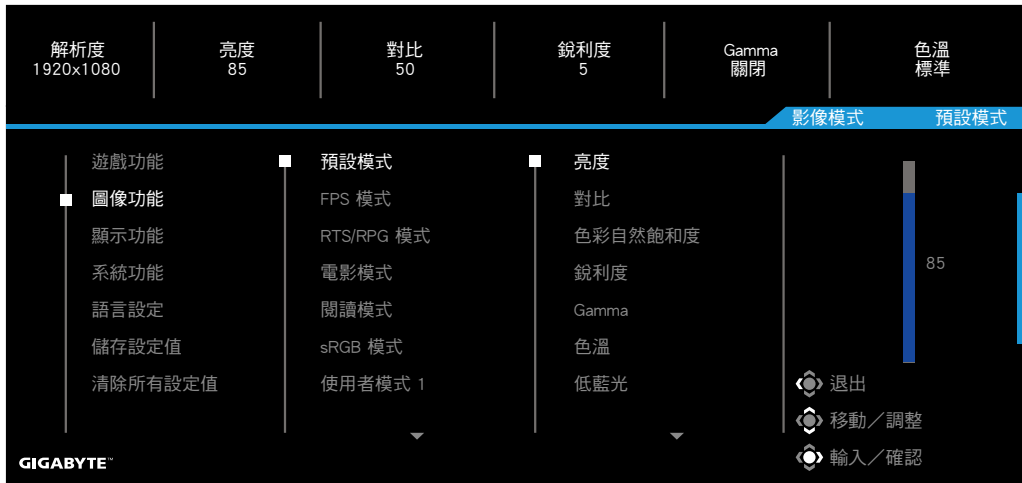 解析度 亮度 對比 銳利度 Gamma 色溫
1920x1080 85 50 5 關閉 標準
影像模式 預設模式
遊戲功能 預設模式 亮度
圖像功能 FPS 模式 對比
顯示功能 RTS/RPG 模式 色彩自然飽和度
系統功能 電影模式 銳利度 85
語言設定 閱讀模式 Gamma
儲存設定值 sRGB 模式 色溫
清除所有設定值 使用者模式 1 低藍光 退出
移動／調整
GIGABYTE™ 輸入／確認